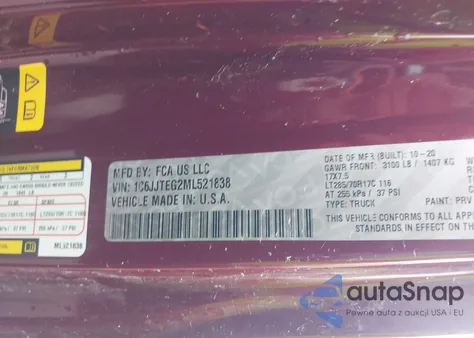 MFD BY: FCA US LLC
VIN: 1C6JJTEG2ML521838
VEHICLE MADE IN U.S.A.
DATE OF MFR (BUILT): 10-20
GAWR FRONT: 3100 LB / 1407 KG
17X7.5
LT285/70R17C 116
AT 255 kPa / 37 PSI
TYPE: TRUCK
PAINT: PRV
THIS VEHICLE CONFORMS TO ALL APP
STANDARDS IN EFFECT ON
ML521838
autoSnap
Pewne auta z aukcji USA i EU